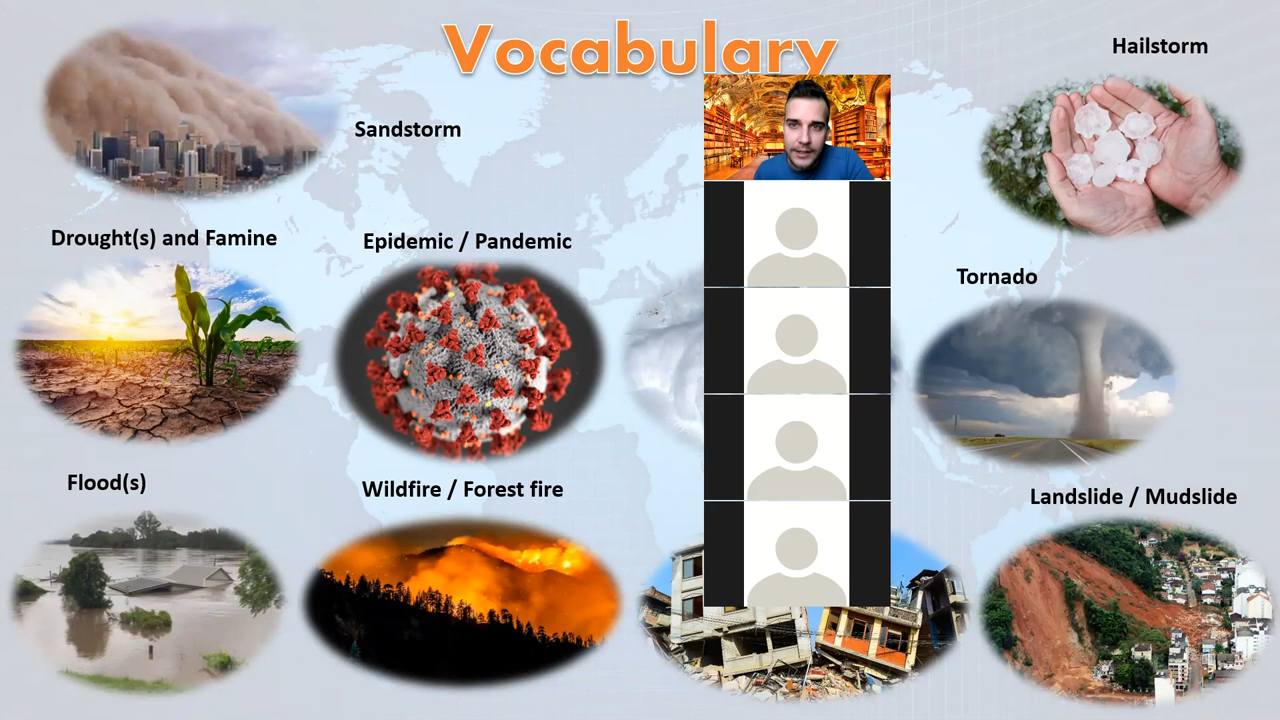 Vocabulary
Hailstorm
Sandstorm
Drought(s) and Famine
Epidemic / Pandemic
Tornado
Flood(s)
Wildfire / Forest fire
Landslide / Mudslide